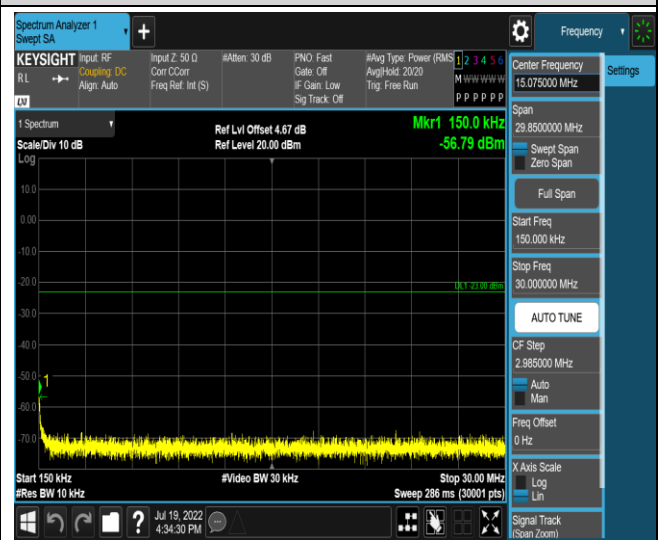 Spectrum Analyzer 1
Swept SA
+
Frequency
KEYSIGHT
RL
LXI
Input: RF
Coupling: DC
Align: Auto
Input Z: 50 Ω
Corr CCorr
Freq Ref: Int (S)
#Atten: 30 dB
PNO: Fast
Gate: Off
IF Gain: Low
Sig Track: Off
#Avg Type: Power (RMS
Avg|Hold: 20/20
Trig: Free Run
1 2 3 4 5 6
M W W W W W
P P P P P P
1 Spectrum
Scale/Div 10 dB
Ref Lvl Offset 4.67 dB
Ref Level 20.00 dBm
Mkr1 150.0 kHz
-56.79 dBm
Log
10.0
0.00
-10.0
-20.0
-30.0
-40.0
-50.0
-60.0
-70.0
DL1 -23.00 dBm
1
Start 150 kHz
#Res BW 10 kHz
#Video BW 30 kHz
Stop 30.00 MHz
Sweep 286 ms (30001 pts)
Center Frequency
15.075000 MHz
Span
29.8500000 MHz
Swept Span
Zero Span
Full Span
Start Freq
150.000 kHz
Stop Freq
30.000000 MHz
AUTO TUNE
CF Step
2.985000 MHz
Auto
Man
Freq Offset
0 Hz
X Axis Scale
Log
Lin
Signal Track
(Span Zoom)
Settings
?
Jul 19, 2022
4:34:30 PM